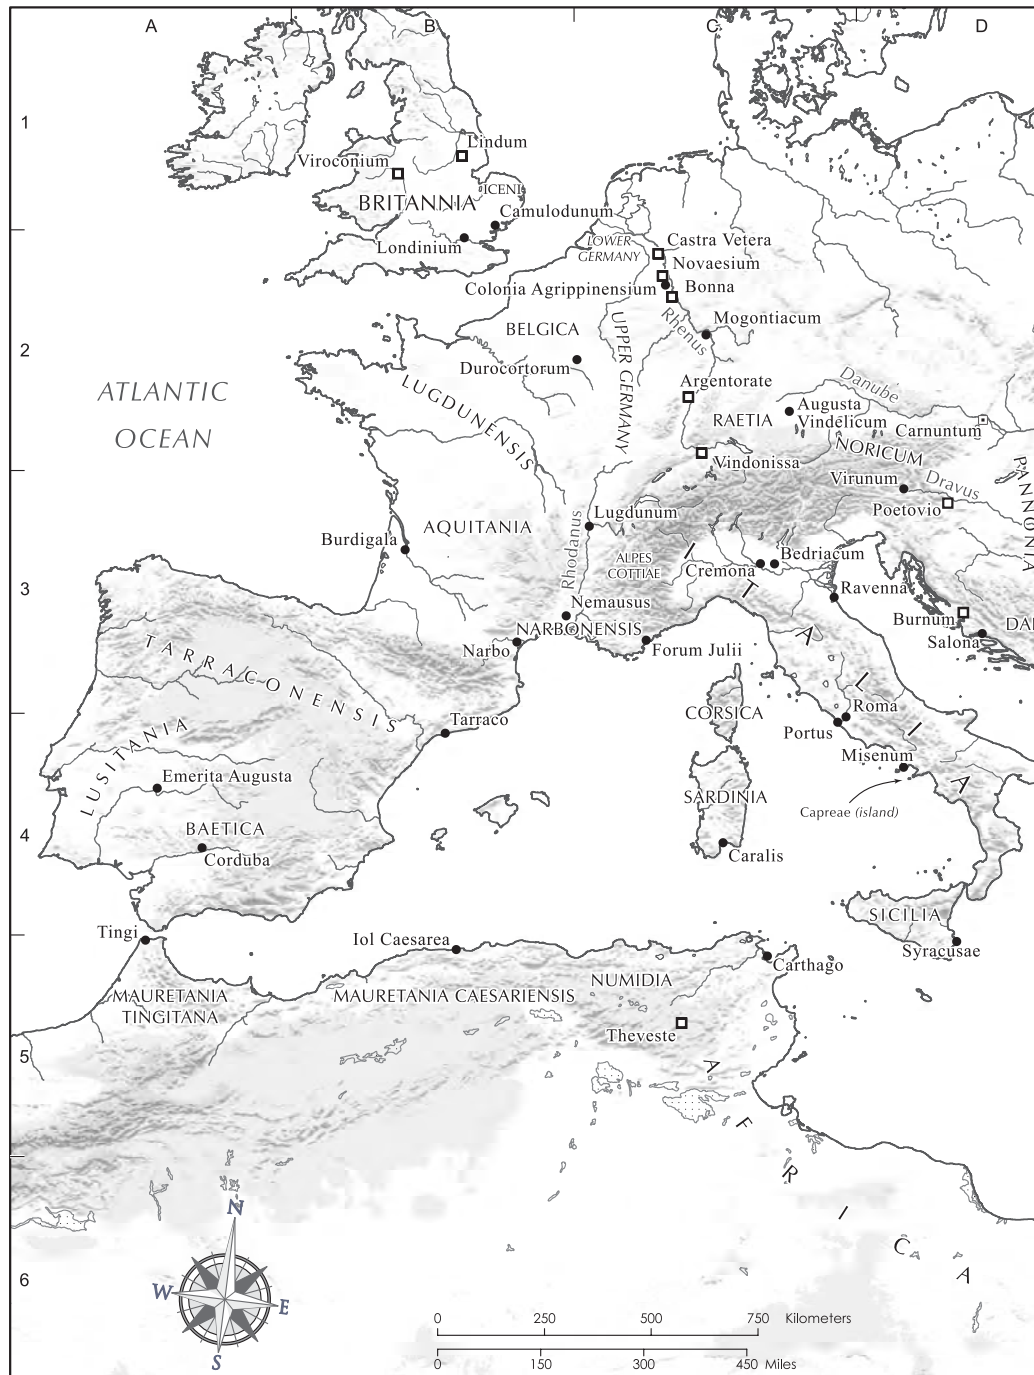 A
B
C
D
1
Lindum
Viroconium
ICENI
BRITANNIA
Camulodunum
Londinium
LOWER
GERMANY
Castra Vetera
Novaesium
Colonia Agrippinensium
Bonna
BELGICA
UPPER GERMANY
Rhenus
Mogontiacum
2
Durocortorum
ATLANTIC
OCEAN
LUGDUNENSIS
Argentorate
Danube
RAETIA
Augusta
Vindelicum
Carnuntum
NORICUM
Vindonissa
Virunum
Dravus
PANNONIA
Poetovio
Lugdunum
AQUITANIA
Rhodanus
Burdigala
ALPES
COTTIAE
ITALIA
Bedriacum
Cremona
3
Ravenna
Nemausus
Burnum
NARBONENSIS
Narbo
Forum Julii
Salona
DAL
TARRACONENSIS
CORSICA
Roma
Tarraco
Portus
LUSITANIA
Misenum
Emerita Augusta
SARDINIA
Capreae (island)
BAETICA
4
Corduba
Caralis
SICILIA
Tingi
Iol Caesarea
Syracusae
Carthago
NUMIDIA
MAURETANIA
TINGITANA
MAURETANIA CAESARIENSIS
Theveste
5
AFRICA
N
6
W
E
S
0
250
500
750
Kilometers
0
150
300
450
Miles